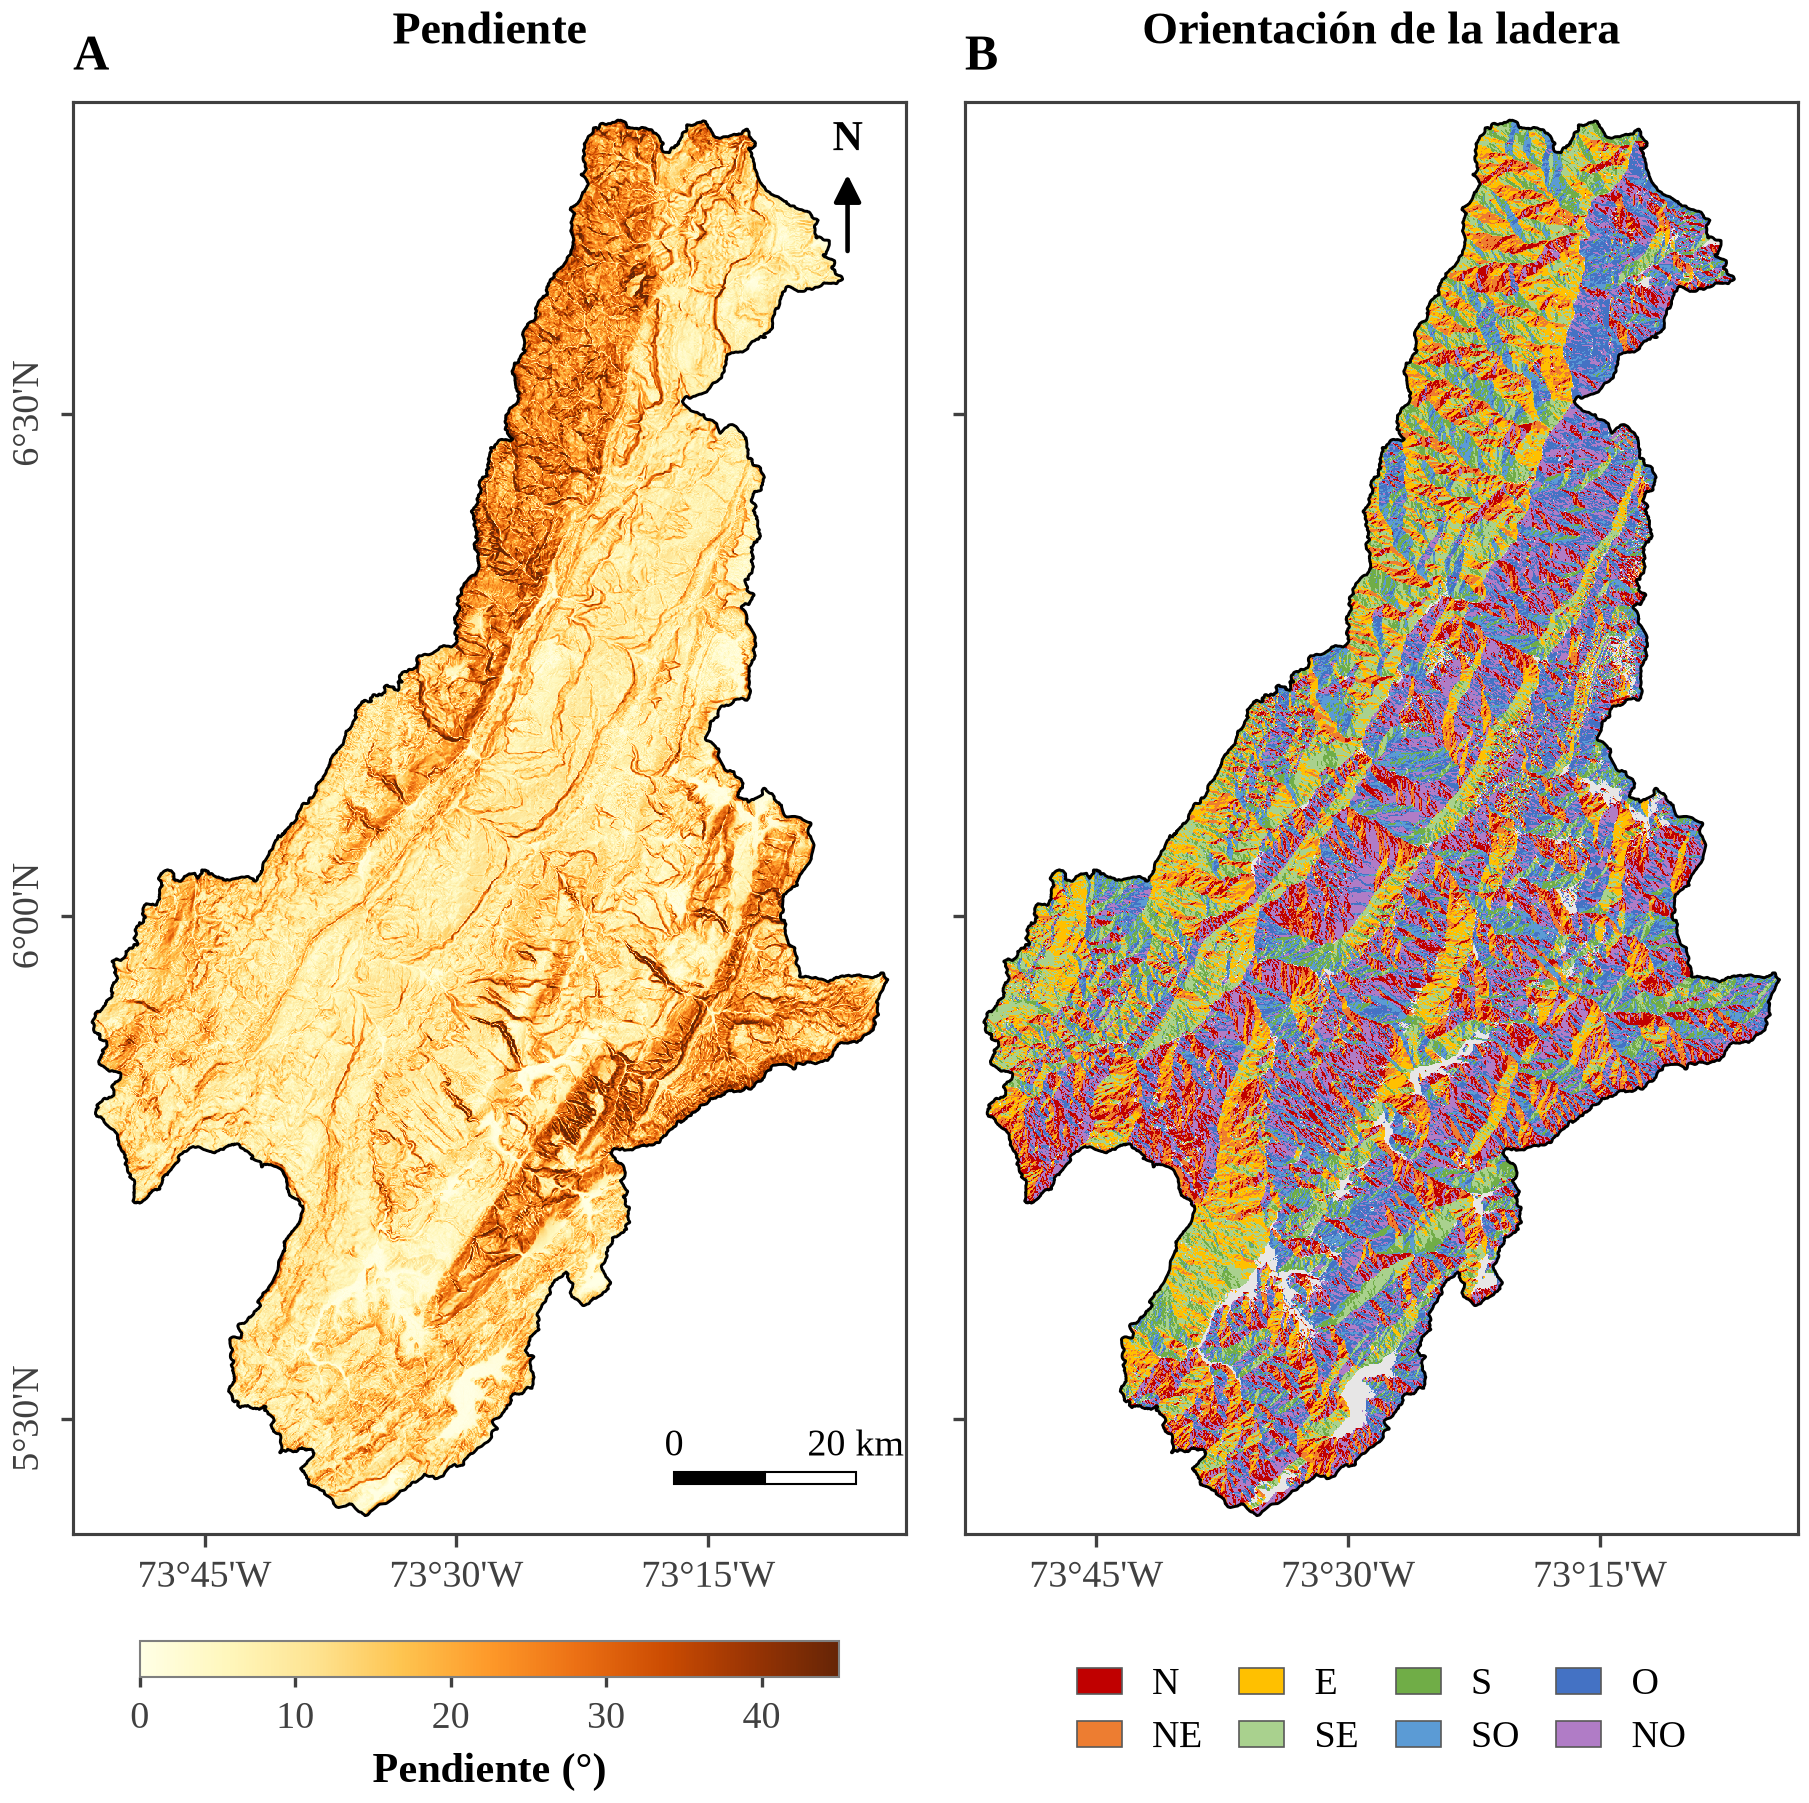 Pendiente
Orientación de la ladera
A
B
N
6°30'N
6°00'N
5°30'N
0 20 km
73°45'W 73°30'W 73°15'W
73°45'W 73°30'W 73°15'W
0 10 20 30 40
Pendiente (°)
N E S O
NE SE SO NO